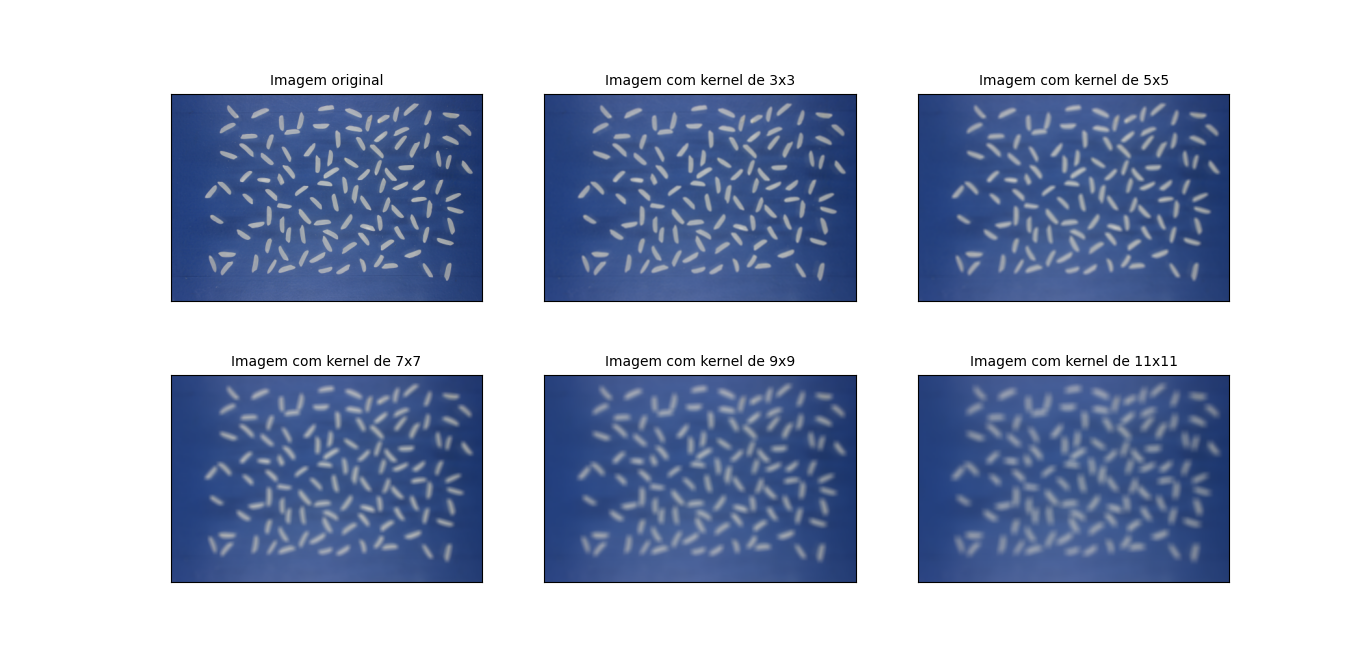 Imagem original
Imagem com kernel de 3x3
Imagem com kernel de 5x5
Imagem com kernel de 7x7
Imagem com kernel de 9x9
Imagem com kernel de 11x11